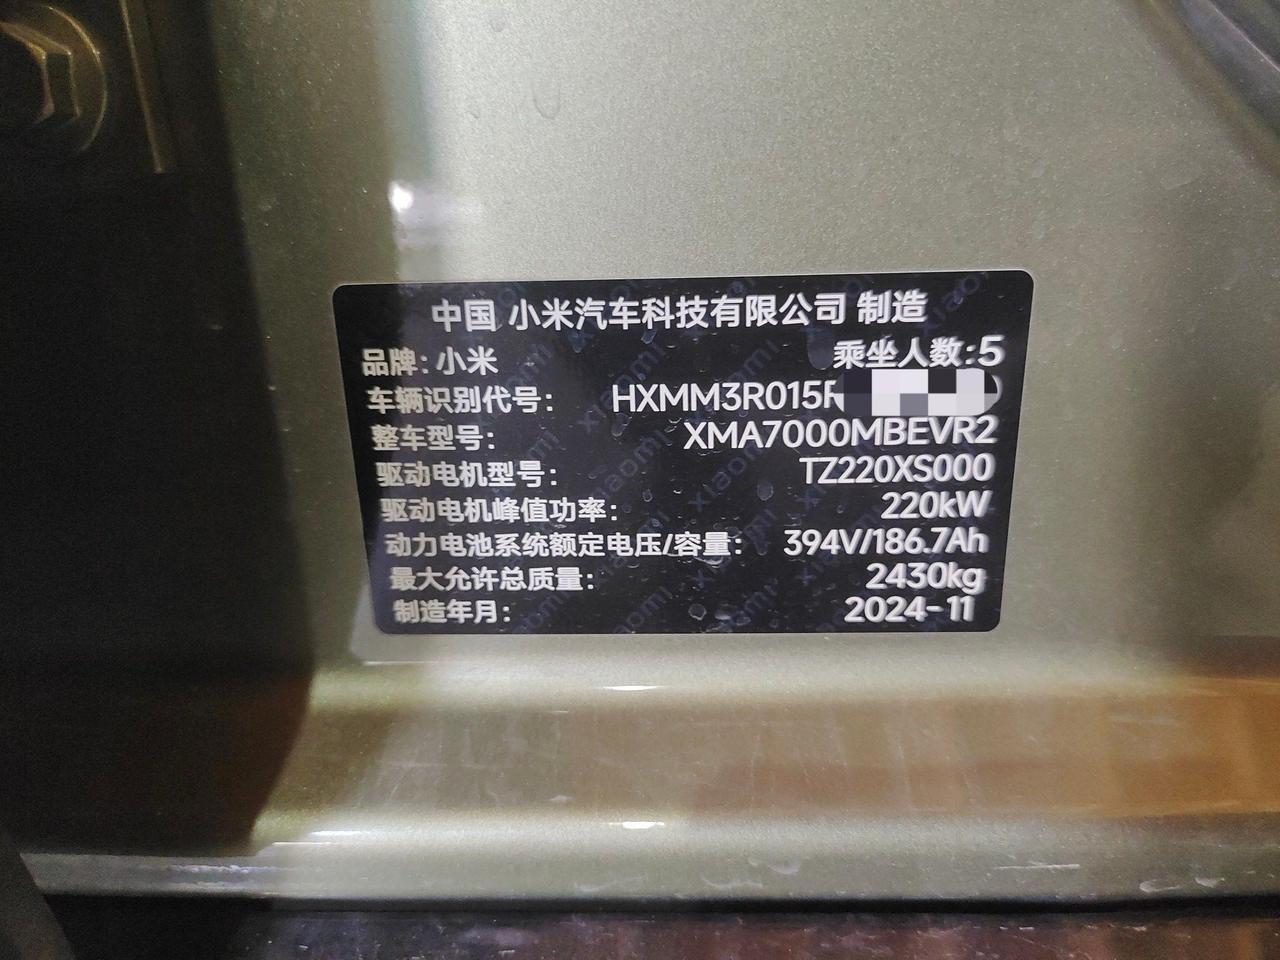 中国 小米汽车科技有限公司 制造
品牌: 小米 乘坐人数:5
车辆识别代号: HXMM3R015R
整车型号: XMA7000MBEVR2
驱动电机型号: TZ220XS000
驱动电机峰值功率: 220kW
动力电池系统额定电压/容量: 394V/186.7Ah
最大允许总质量: 2430kg
制造年月: 2024-11